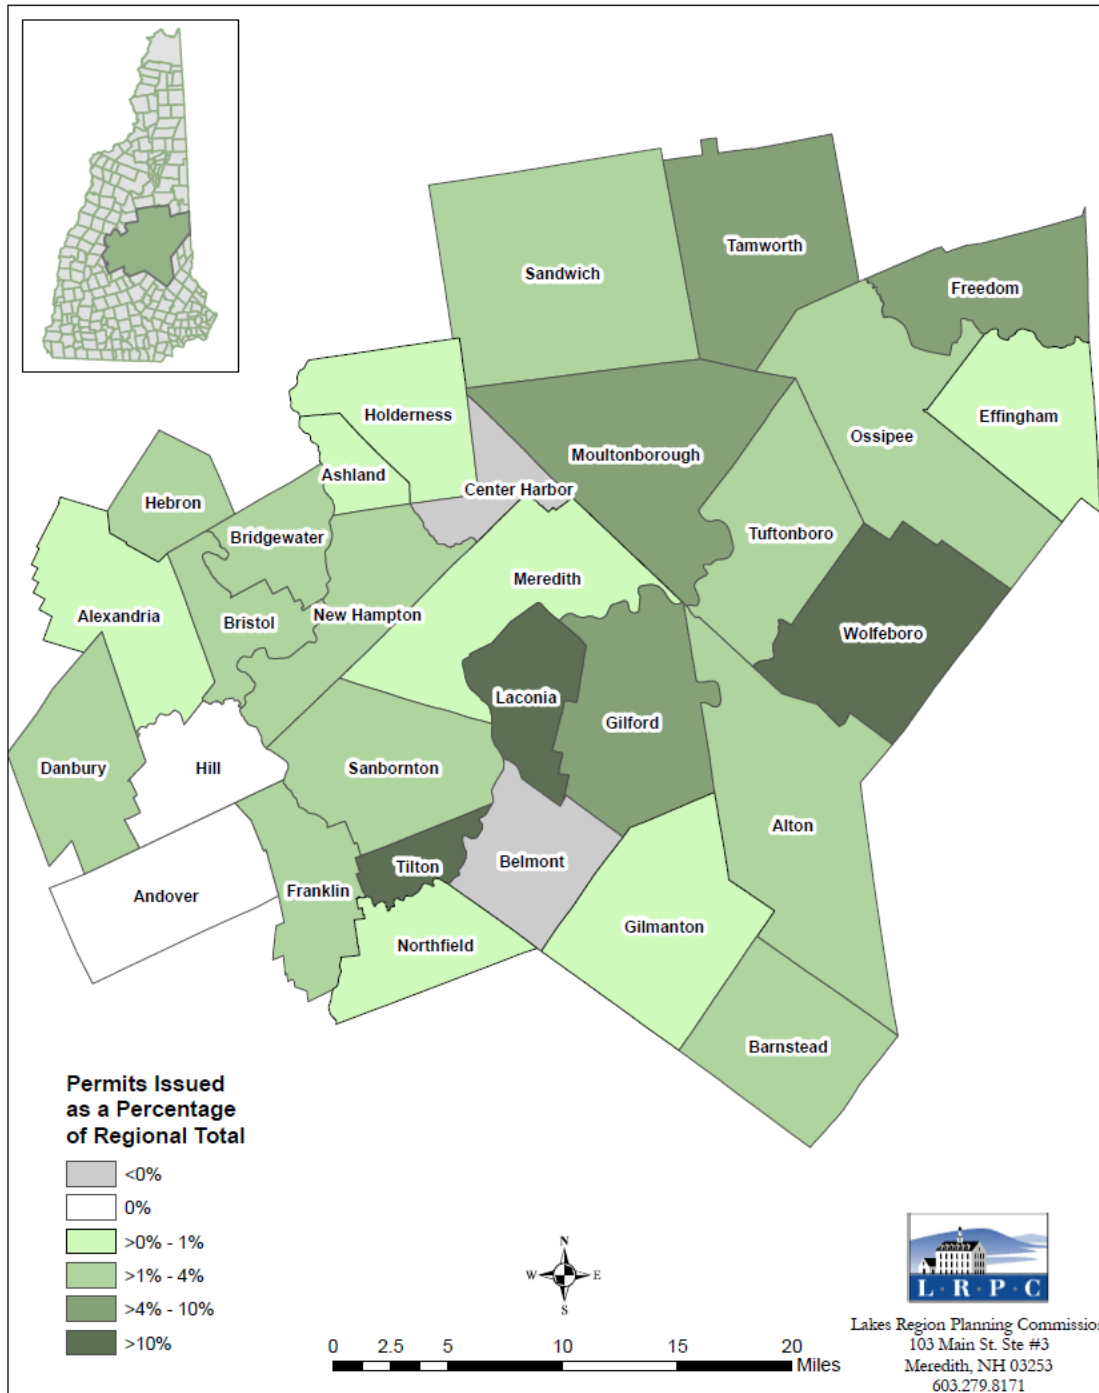 Sandwich
Tamworth
Freedom
Holderness
Effingham
Ossipee
Moultonborough
Ashland
Center Harbor
Hebron
Bridgewater
Tuftonboro
Meredith
Alexandria
Bristol
New Hampton
Wolfeboro
Laconia
Gilford
Danbury
Hill
Sanbornton
Alton
Belmont
Tilton
Andover
Franklin
Gilmanton
Northfield
Barnstead
Permits Issued
as a Percentage
of Regional Total
<0%
0%
>0% - 1%
>1% - 4%
>4% - 10%
>10%
N
W E
S
0 2.5 5 10 15 20
Miles
L · R · P · C
Lakes Region Planning Commission
103 Main St. Ste #3
Meredith, NH 03253
603.279.8171